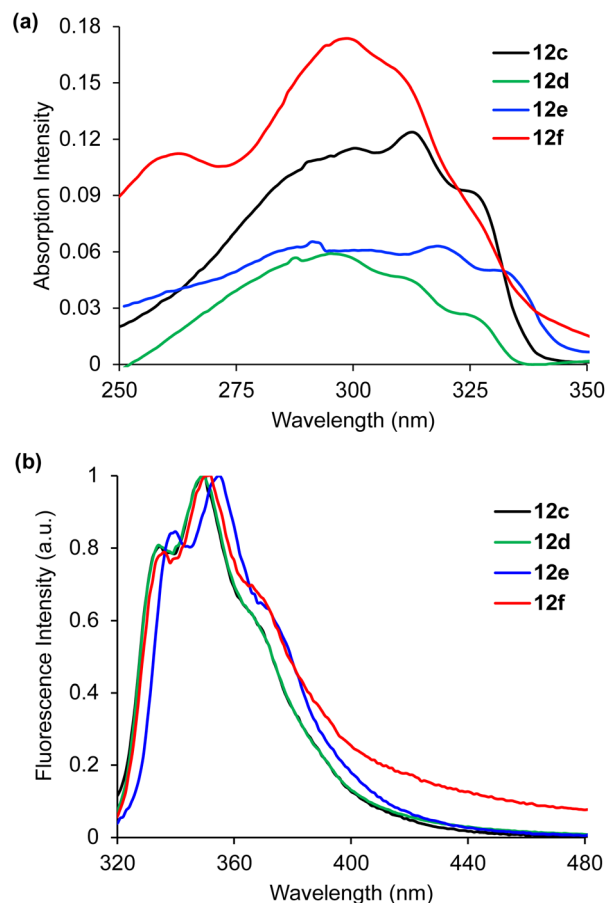 (a)
0.18
0.15
0.12
0.09
0.06
0.03
0
Absorption Intensity
12c
12d
12e
12f
250 275 300 325 350
Wavelength (nm)
(b)
1
0.8
0.6
0.4
0.2
0
Fluorescence Intensity (a.u.)
12c
12d
12e
12f
320 360 400 440 480
Wavelength (nm)